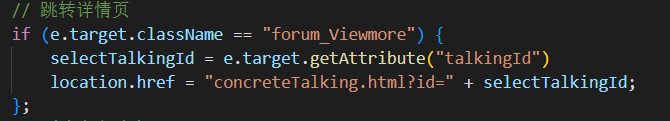 // 跳转详情页
if (e.target.className == "forum_Viewmore") {
    selectTalkingId = e.target.getAttribute("talkingId")
    location.href = "concreteTalking.html?id=" + selectTalkingId;
};